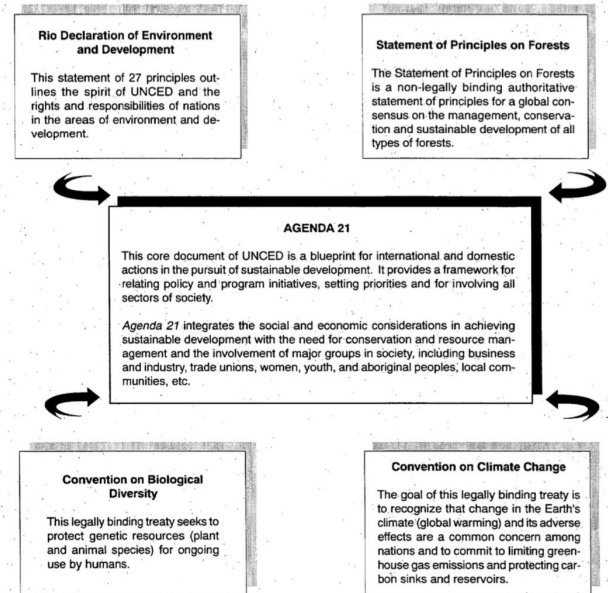 Rio Declaration of Environment
and Development
This statement of 27 principles out-
lines the spirit of UNCED and the
rights and responsibilities of nations
in the areas of environment and de-
velopment.
Statement of Principles on Forests
The Statement of Principles on Forests
is a non-legally binding authoritative
statement of principles for a global con-
sensus on the management, conserva-
tion and sustainable development of all
types of forests.
AGENDA 21
This core document of UNCED is a blueprint for international and domestic
actions in the pursuit of sustainable development. It provides a framework for
relating policy and program initiatives, setting priorities and for involving all
sectors of society.
Agenda 21 integrates the social and economic considerations in achieving
sustainable development with the need for conservation and resource man-
agement and the involvement of major groups in society, including business
and industry, trade unions, women, youth, and aboriginal peoples, local com-
munities, etc.
Convention on Biological
Diversity
This legally binding treaty seeks to
protect genetic resources (plant
and animal species) for ongoing
use by humans.
Convention on Climate Change
The goal of this legally binding treaty is
to recognize that change in the Earth's
climate (global warming) and its adverse
effects are a common concern among
nations and to commit to limiting green-
house gas emissions and protecting car-
bon sinks and reservoirs.